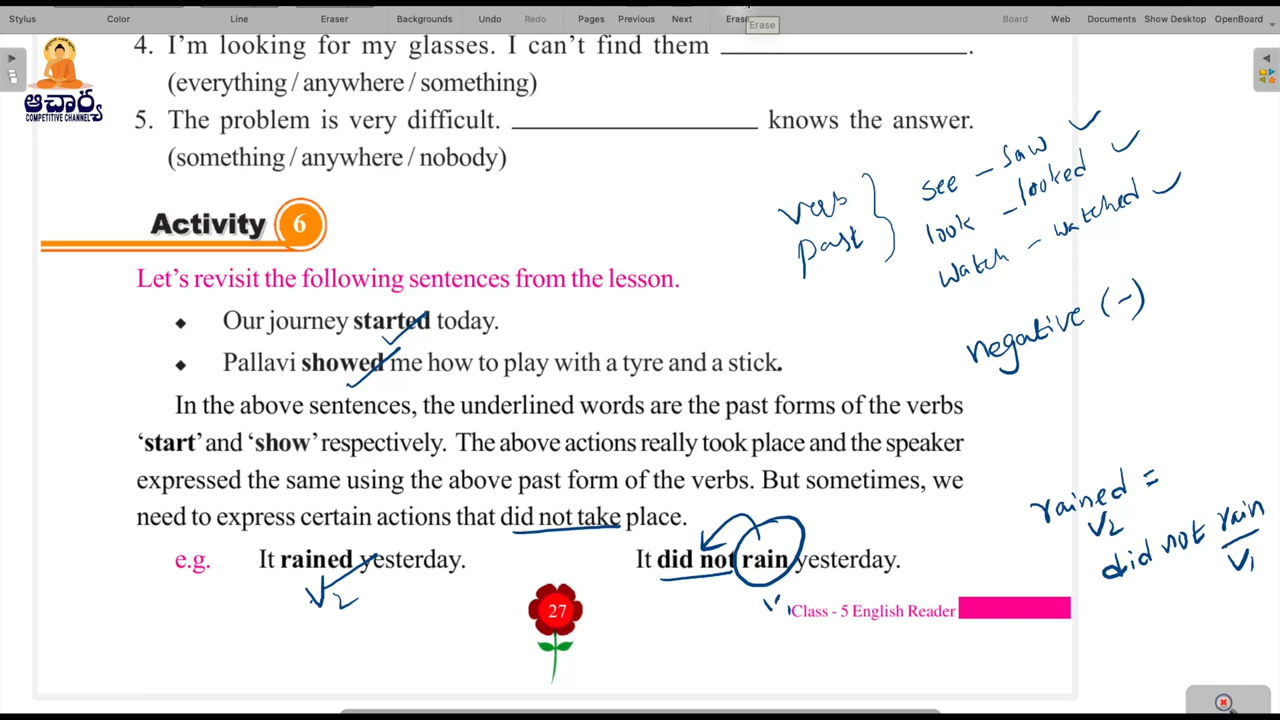 Stylus Color Line Eraser Backgrounds Undo Redo Pages Previous Next Erase Board Web Documents Show Desktop OpenBoard
Erase
ఆచార్య
COMPETITIVE CHANNEL
4. I'm looking for my glasses. I can't find them ____________________.
(everything / anywhere / something)
5. The problem is very difficult. ____________________ knows the answer.
(something / anywhere / nobody)
verb
past
see - saw
look - looked
watch - watched
negative (-)
Activity 6
Let's revisit the following sentences from the lesson.
◆ Our journey started today.
◆ Pallavi showed me how to play with a tyre and a stick.
In the above sentences, the underlined words are the past forms of the verbs
'start' and 'show' respectively. The above actions really took place and the speaker
expressed the same using the above past form of the verbs. But sometimes, we
need to express certain actions that did not take place.
e.g. It rained yesterday. It did not rain yesterday.
V2
V1
rained =
V2
did not rain
V1
27
Class - 5 English Reader